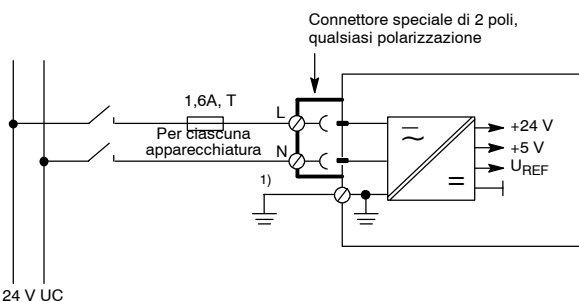 Connettore speciale di 2 poli,
qualsiasi polarizzazione
1,6A, T
L
Per ciascuna
apparecchiatura
N
1)
+24 V
+5 V
UREF
24 V UC